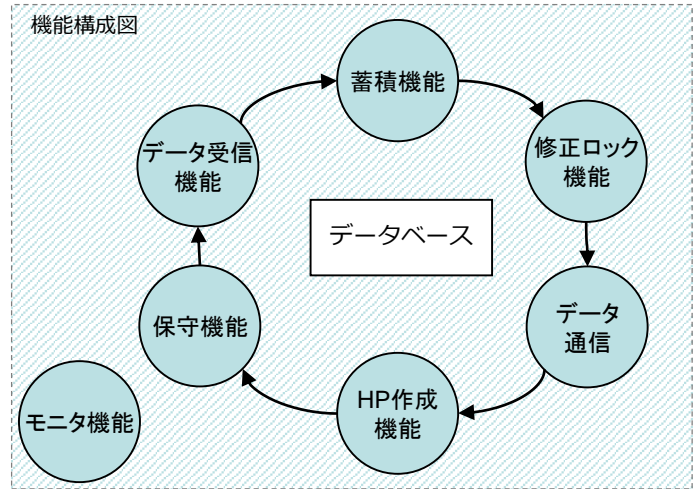 機能構成図
蓄積機能
データ受信
機能
修正ロック
機能
データベース
保守機能
データ
通信
HP作成
機能
モニタ機能